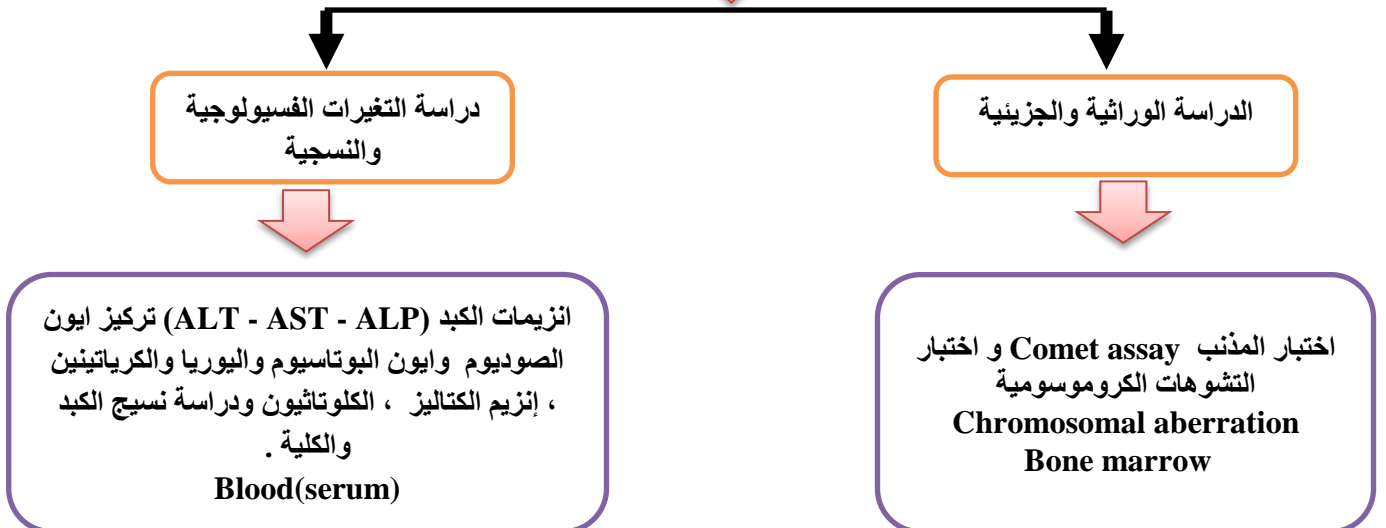 الدراسة الوراثية والجزيئية
دراسة التغيرات الفسيولوجية
والنسجية
اختبار المذنب Comet assay و اختبار
التشوهات الكروموسومية
Chromosomal aberration
Bone marrow
انزيمات الكبد (ALT - AST - ALP) تركيز ايون
الصوديوم وايون البوتاسيوم واليوريا والكرياتينين
، إنزيم الكتاليز ، الكلوتاثيون ودراسة نسيج الكبد
والكلية .
Blood(serum)